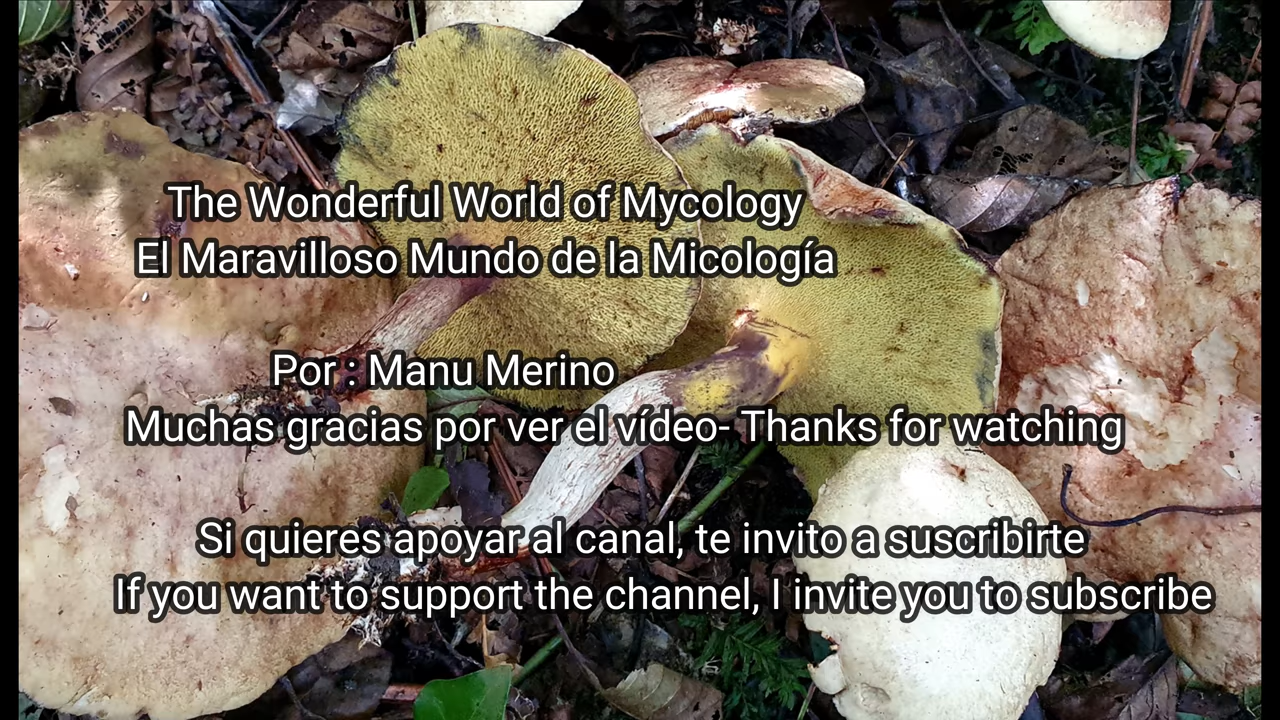 The Wonderful World of Mycology
El Maravilloso Mundo de la Micología
Por : Manu Merino
Muchas gracias por ver el vídeo- Thanks for watching
Si quieres apoyar al canal, te invito a suscribirte
If you want to support the channel, I invite you to subscribe